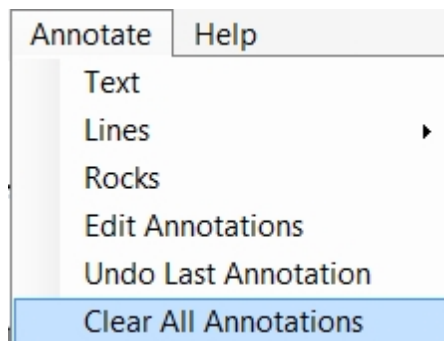 Annotate Help
Text
Lines
Rocks
Edit Annotations
Undo Last Annotation
Clear All Annotations